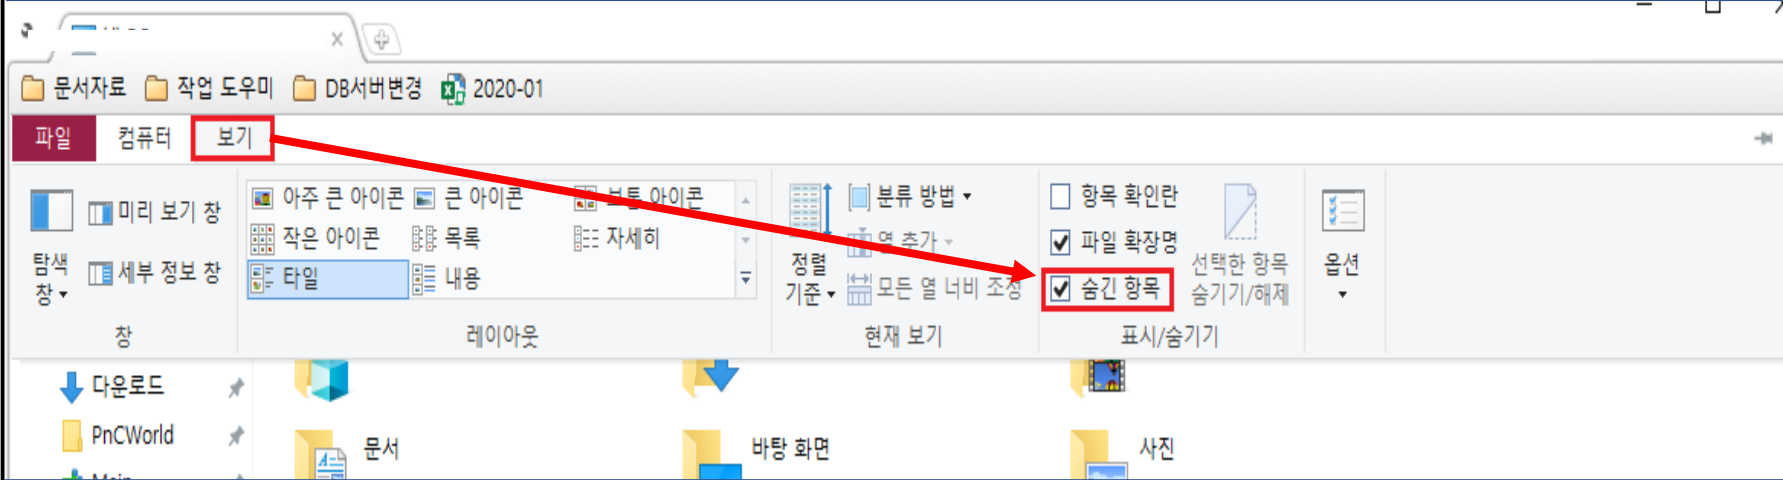 문서자료 작업 도우미 DB서버변경 2020-01
파일 컴퓨터 보기
탐색 창
미리 보기 창
세부 정보 창
창
아주 큰 아이콘 큰 아이콘 보통 아이콘
작은 아이콘 목록 자세히
타일 내용
레이아웃
정렬 기준
분류 방법
열 추가
모든 열 너비 조정
현재 보기
항목 확인란
파일 확장명
숨긴 항목
선택한 항목
숨기기/해제
표시/숨기기
옵션
다운로드
PnCWorld
문서 바탕 화면 사진